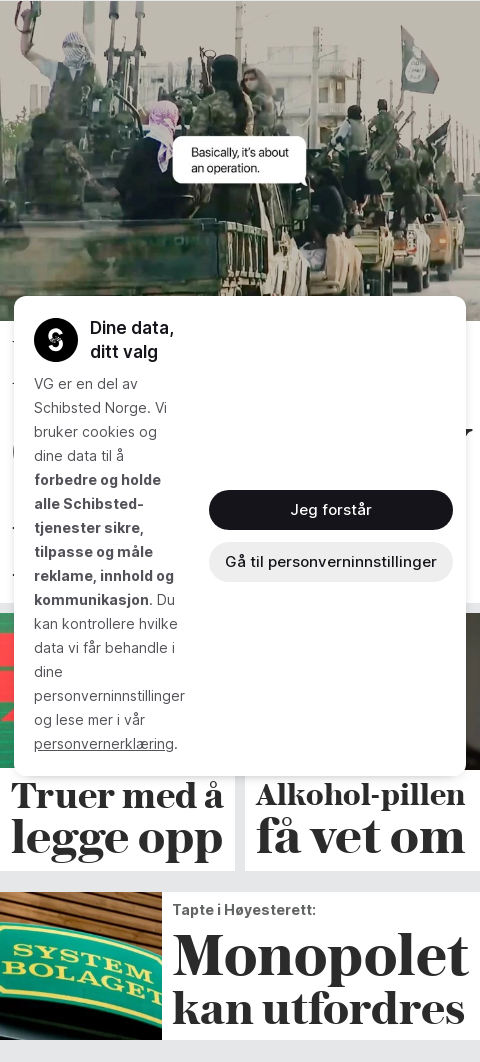 Basically, it's about
an operation.
Dine data,
ditt valg
VG er en del av
Schibsted Norge. Vi
bruker cookies og
dine data til å
forbedre og holde
alle Schibsted-
tjenester sikre,
tilpasse og måle
reklame, innhold og
kommunikasjon. Du
kan kontrollere hvilke
data vi får behandle i
dine
personverninnstillinger
og lese mer i vår
personvernerklæring.
Jeg forstår
Gå til personverninnstillinger
Truer med å
legge opp
Alkohol-pillen
få vet om
SYSTEM
BOLAGET
Tapte i Høyesterett:
Monopolet
kan utfordres